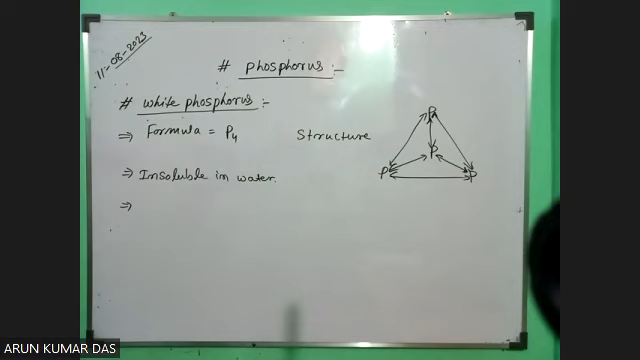 11-08-2023
# Phosphorus :-
# White phosphorus :-
⇒ Formula = P₄
Structure
P
P
P
P
⇒ Insoluble in water.
⇒
ARUN KUMAR DAS